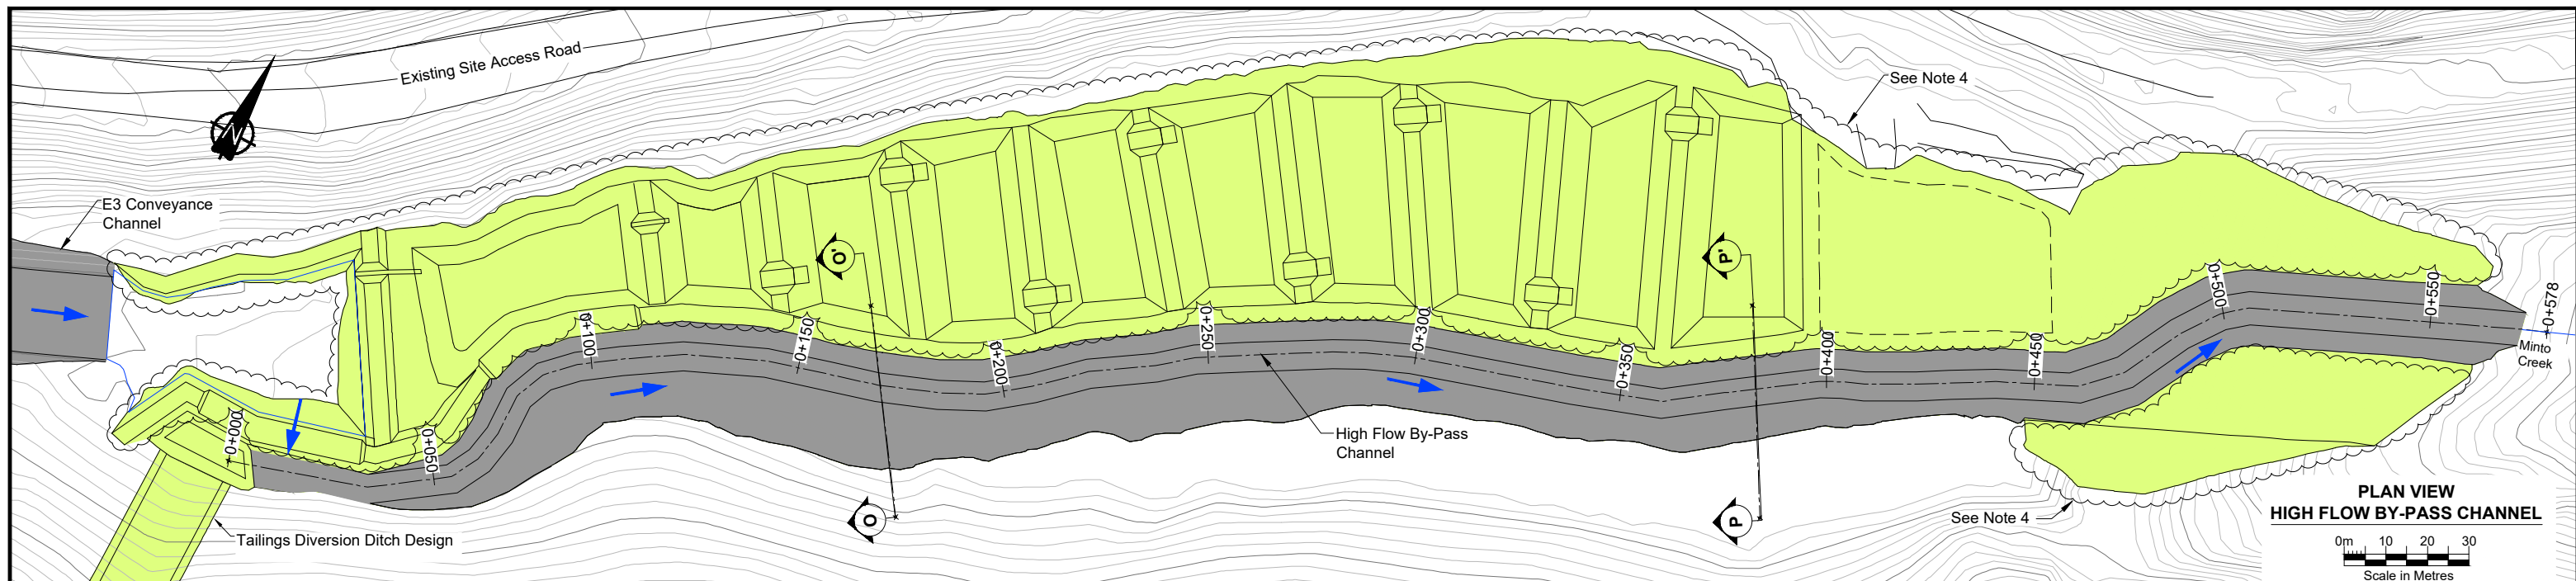 Existing Site Access Road
N
See Note 4
E3 Conveyance
Channel
O'
P'
0+000
0+050
0+100
0+150
0+200
0+250
0+300
0+350
0+400
0+450
0+500
0+550
0+578
Minto
Creek
High Flow By-Pass
Channel
O
P
See Note 4
Tailings Diversion Ditch Design
PLAN VIEW
HIGH FLOW BY-PASS CHANNEL
0m 10 20 30
Scale in Metres